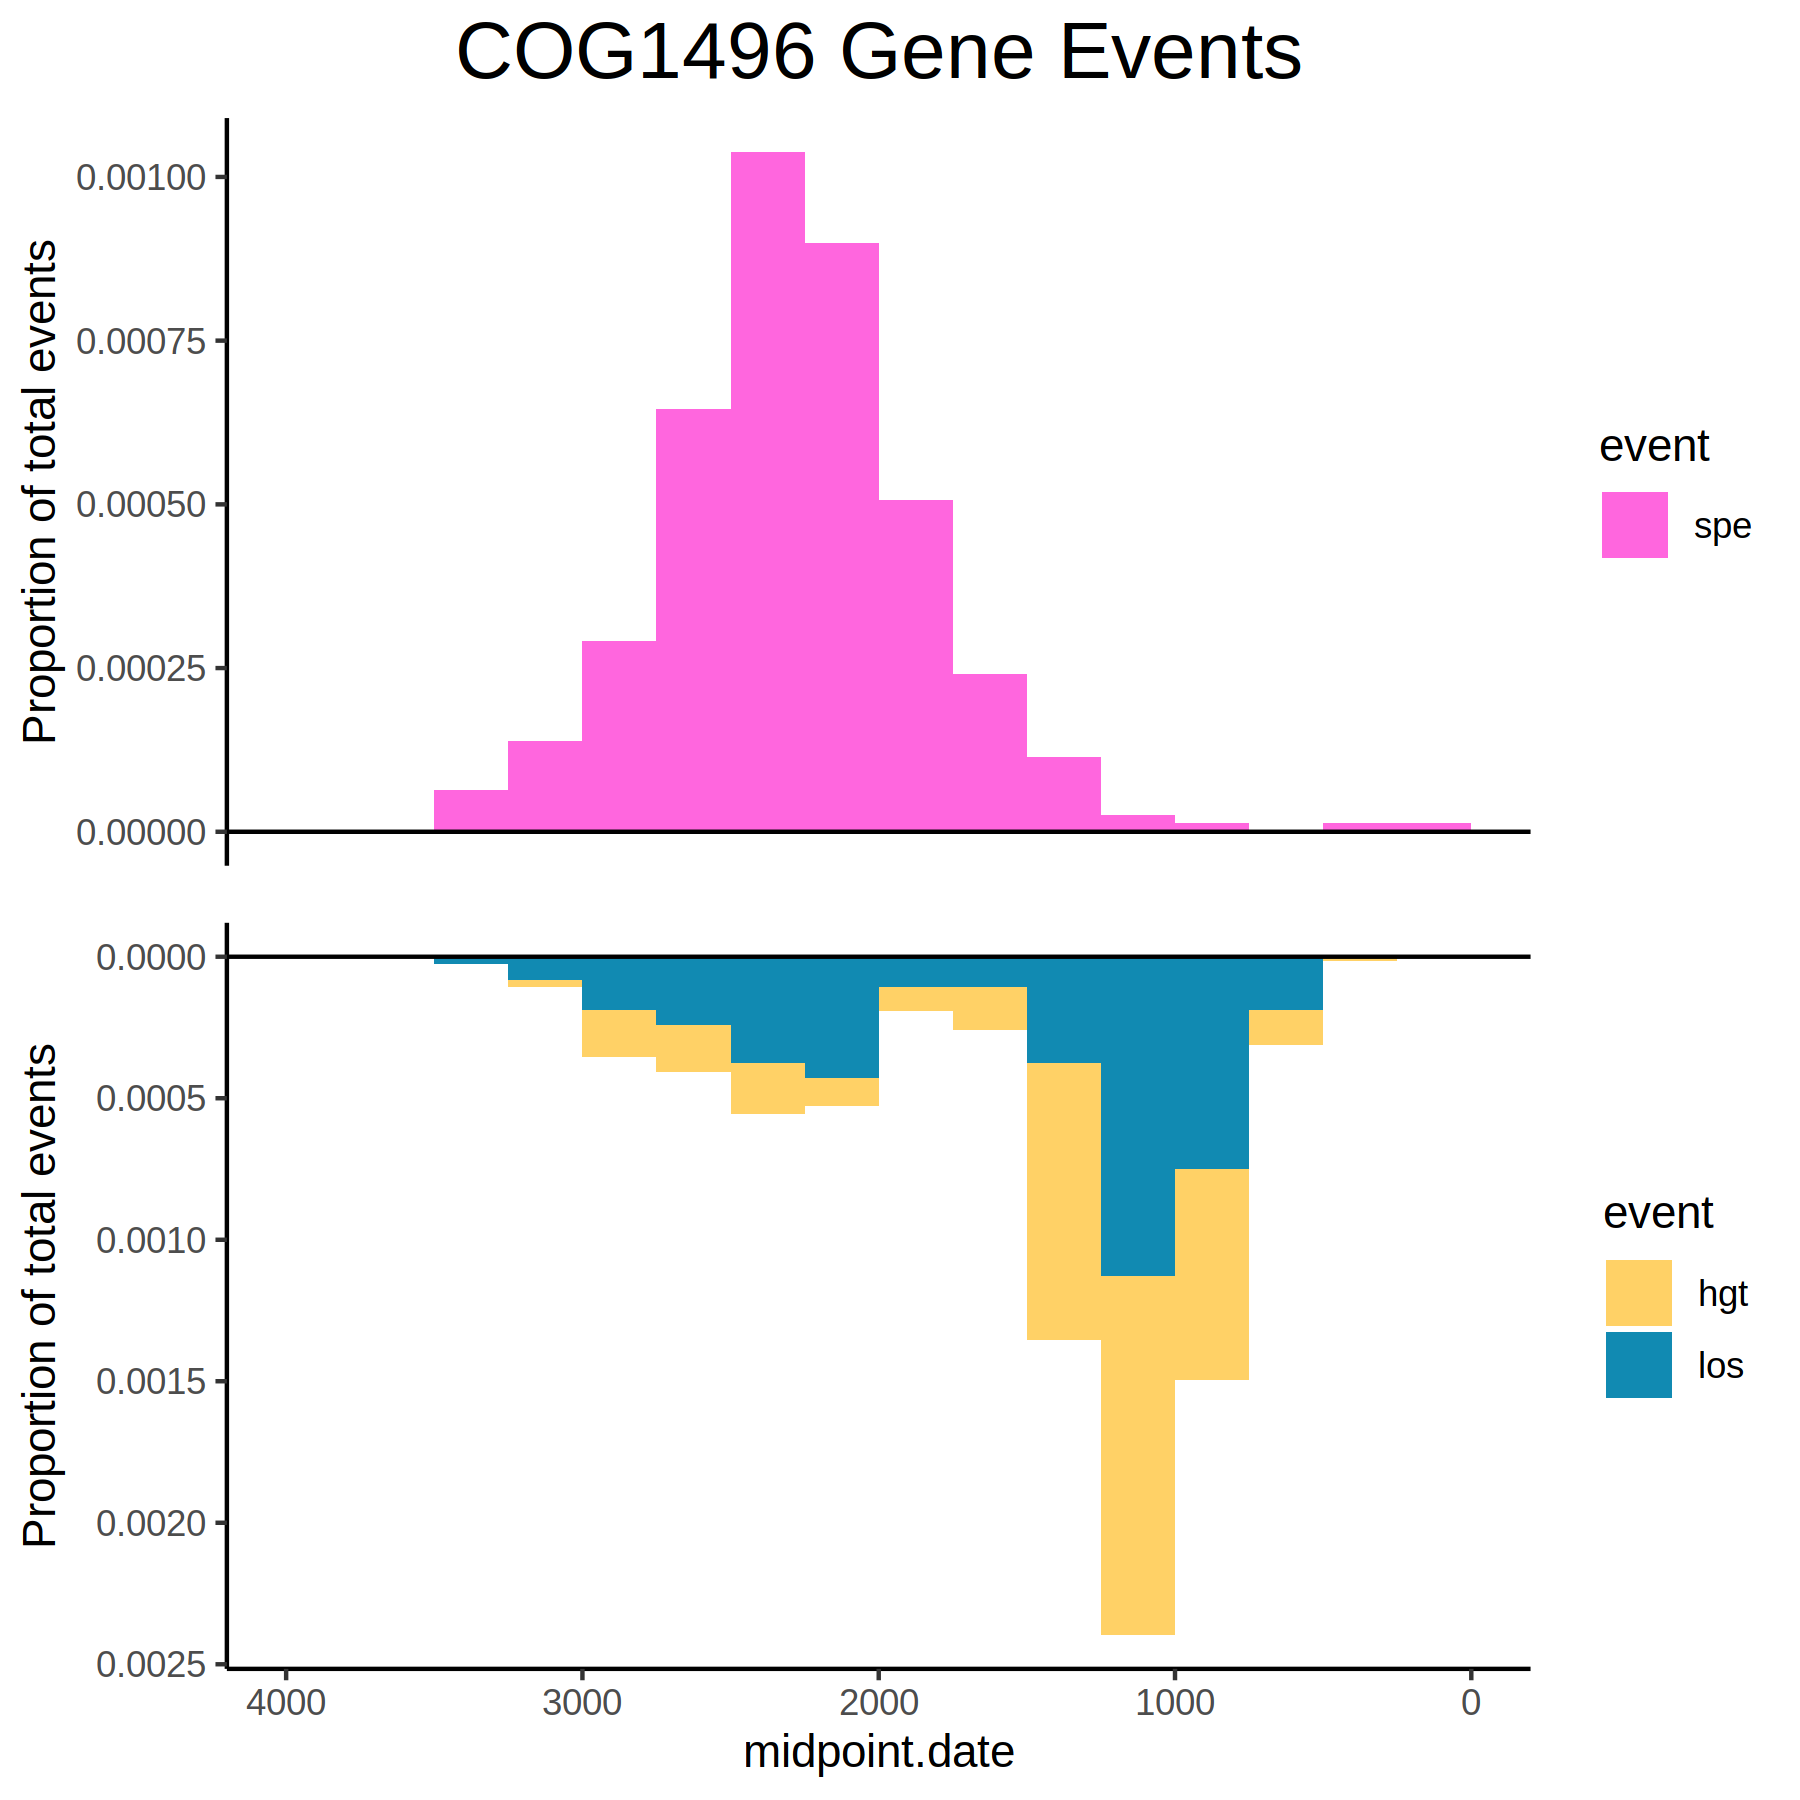 COG1496 Gene Events
Proportion of total events
0.00100
0.00075
0.00050
0.00025
0.00000
event
spe
Proportion of total events
0.0000
0.0005
0.0010
0.0015
0.0020
0.0025
event
hgt
los
4000 3000 2000 1000 0
midpoint.date